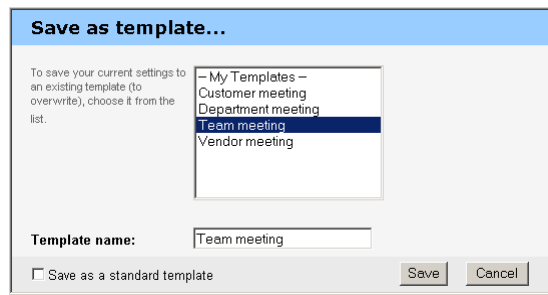 Save as template...
To save your current settings to
an existing template (to
overwrite), choose it from the
list.
– My Templates –
Customer meeting
Department meeting
Team meeting
Vendor meeting
Template name:
Team meeting
Save as a standard template
Save
Cancel